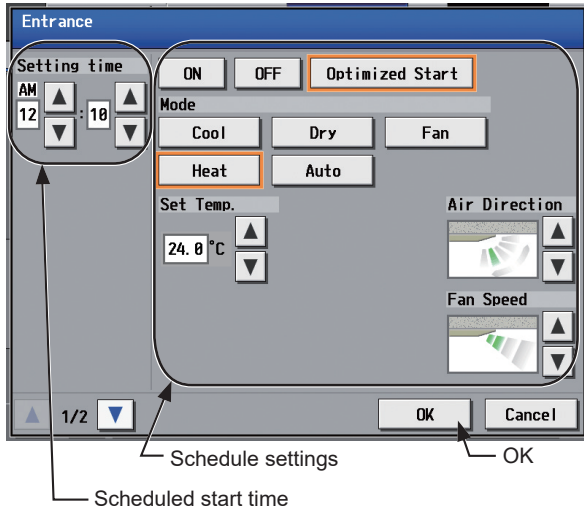 Entrance
Setting time
AM
12 : 10
ON OFF Optimized Start
Mode
Cool Dry Fan
Heat Auto
Set Temp.
24.0 °C
Air Direction
Fan Speed
1/2
OK Cancel
Schedule settings
OK
Scheduled start time